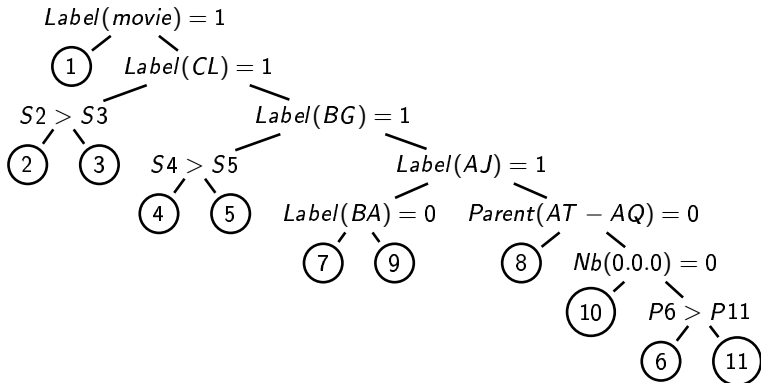 Label(movie) = 1
1 Label(CL) = 1
S2 > S3 Label(BG) = 1
2 3 S4 > S5 Label(AJ) = 1
4 5 Label(BA) = 0 Parent(AT − AQ) = 0
7 9 8 Nb(0.0.0) = 0
10 P6 > P11
6 11